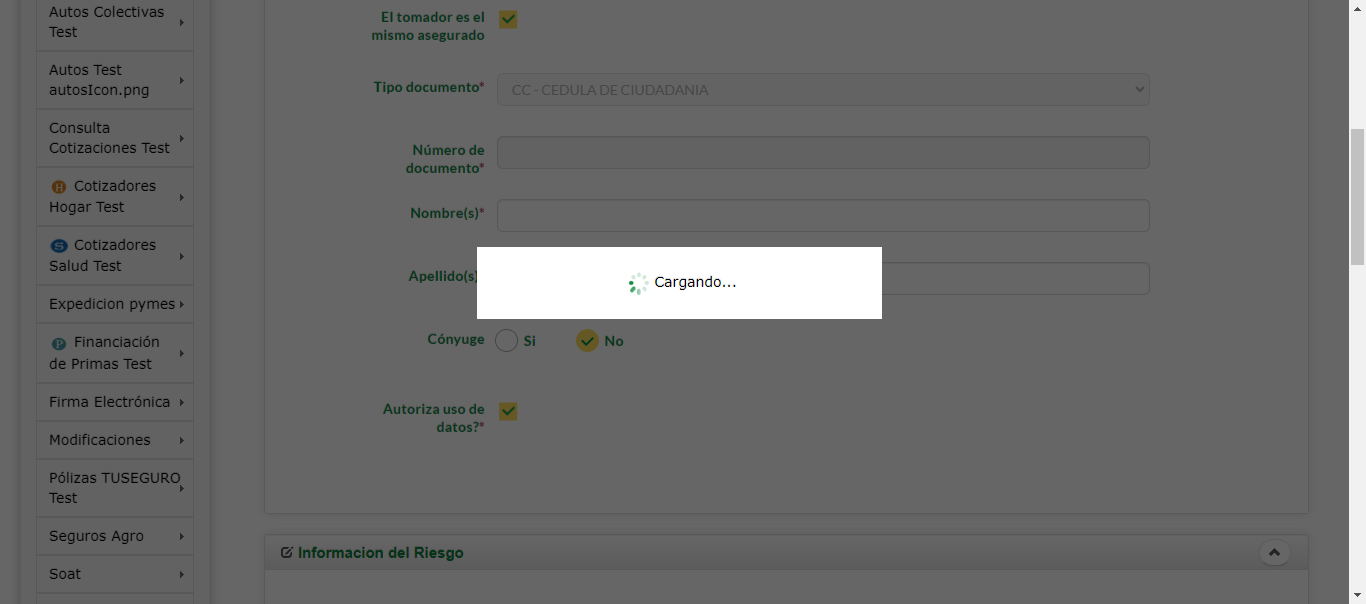 Autos Colectivas
Test
Autos Test
autosIcon.png
Consulta
Cotizaciones Test
H Cotizadores
Hogar Test
S Cotizadores
Salud Test
Expedicion pymes
P Financiación
de Primas Test
Firma Electrónica
Modificaciones
Pólizas TUSEGURO
Test
Seguros Agro
Soat
El tomador es el
mismo asegurado
Tipo documento* CC - CEDULA DE CIUDADANIA
Número de
documento*
Nombre(s)*
Apellido(s)
Cargando...
Cónyuge Si No
Autoriza uso de
datos?*
Informacion del Riesgo